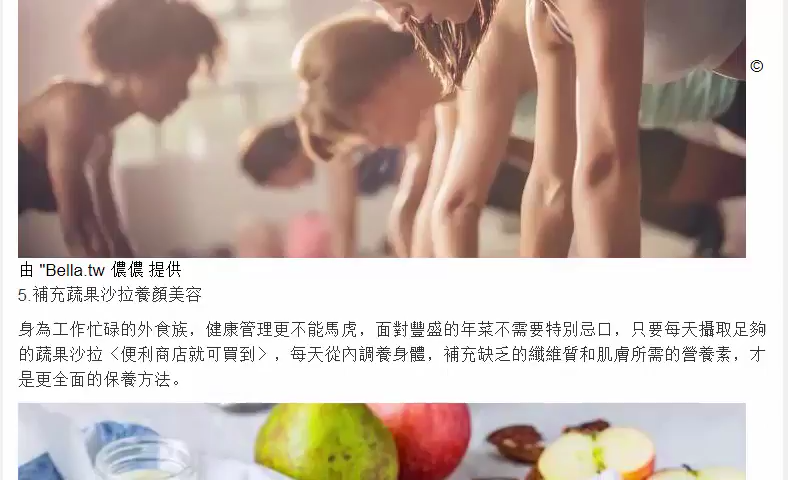 ©
由 "Bella.tw 儂儂 提供
5.補充蔬果沙拉養顏美容
身為工作忙碌的外食族，健康管理更不能馬虎，面對豐盛的年菜不需要特別忌口，只要每天攝取足夠
的蔬果沙拉〈便利商店就可買到〉，每天從內調養身體，補充缺乏的纖維質和肌膚所需的營養素，才
是更全面的保養方法。